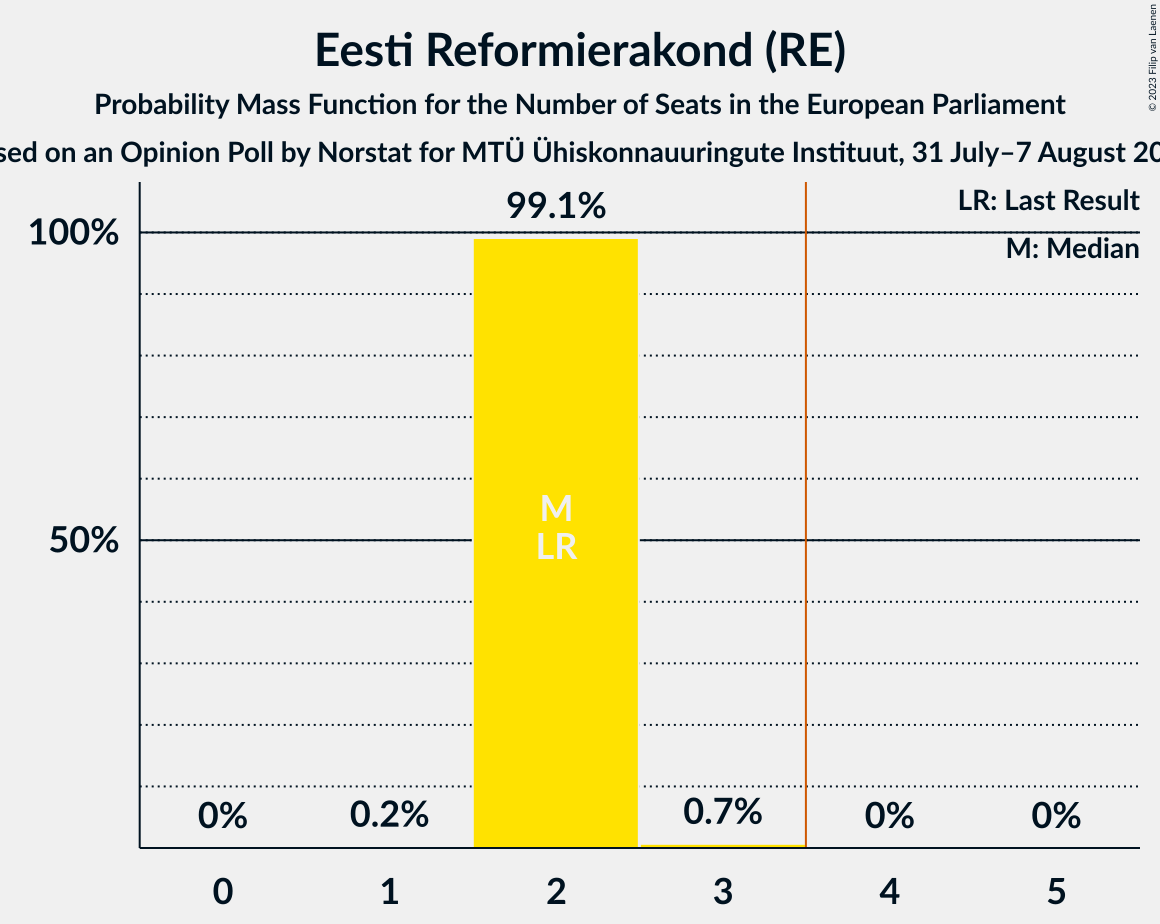 Eesti Reformierakond (RE)
Probability Mass Function for the Number of Seats in the European Parliament
on an Opinion Poll by Norstat for MTÜ Ühiskonnauuringute Instituut, 31 July–7 August
© 2023 Filip van Laenen
LR: Last Result
M: Median
99.1%
100%
50%
M
LR
0%
0.2%
0.7%
0%
0%
0
1
2
3
4
5